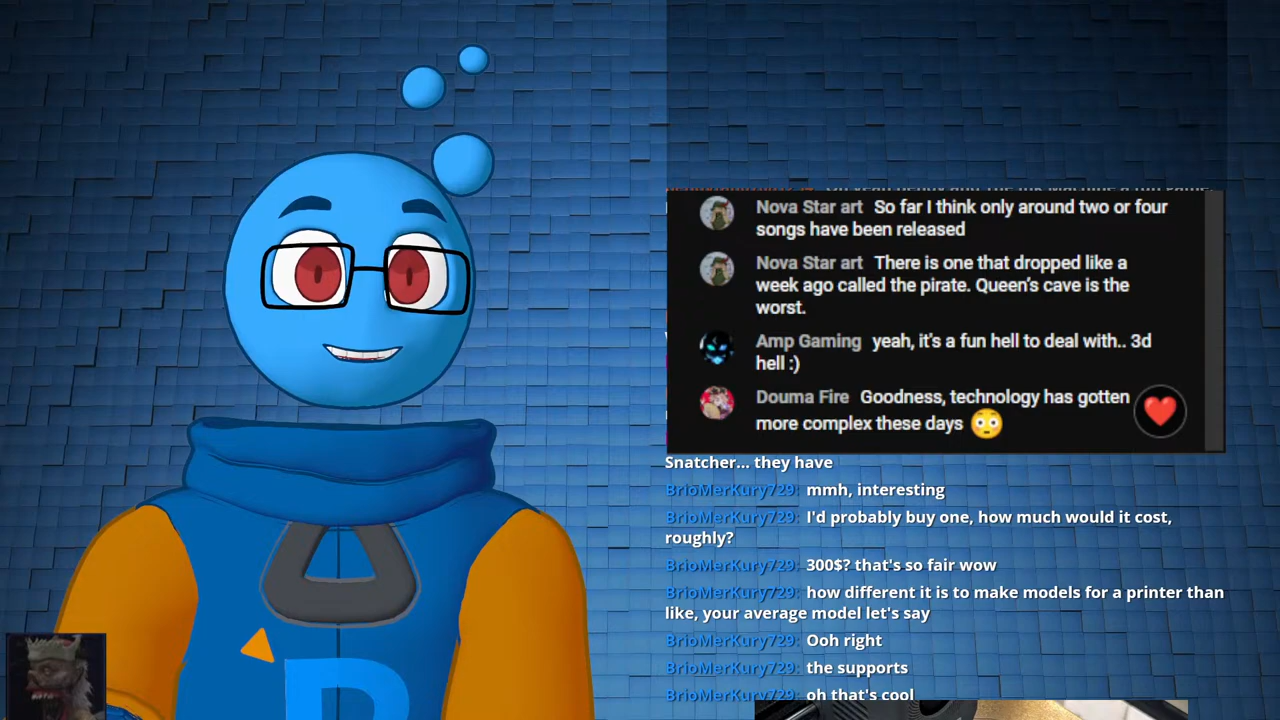 Nova Star art So far I think only around two or four
songs have been released
Nova Star art There is one that dropped like a
week ago called the pirate. Queen's cave is the
worst.
Amp Gaming yeah, it's a fun hell to deal with.. 3d
hell :)
Douma Fire Goodness, technology has gotten
more complex these days 😳
❤️
Snatcher... they have
BrioMerKury729: mmh, interesting
BrioMerKury729: I'd probably buy one, how much would it cost,
roughly?
BrioMerKury729: 300$? that's so fair wow
BrioMerKury729: how different it is to make models for a printer than
like, your average model let's say
BrioMerKury729: Ooh right
BrioMerKury729: the supports
BrioMerKury729: oh that's cool